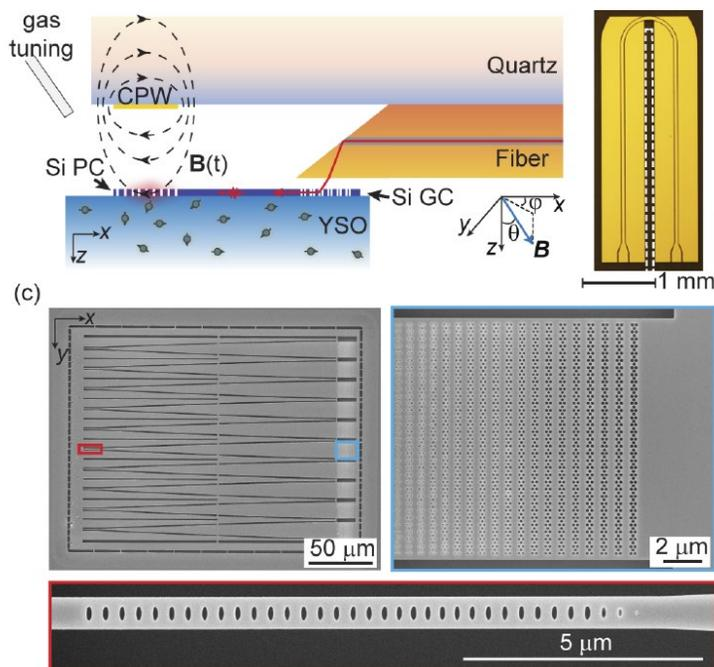 gas
tuning
Quartz
CPW
B(t)
Fiber
Si PC
Si GC
YSO
x
z
x
y
z
φ
θ
B
1 mm
(c)
x
y
50 μm
2 μm
5 μm